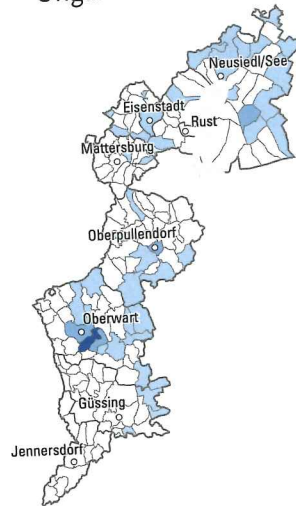 Neusiedl/See
Eisenstadt
Rust
Mattersburg
Oberpullendorf
Oberwart
Güssing
Jennersdorf